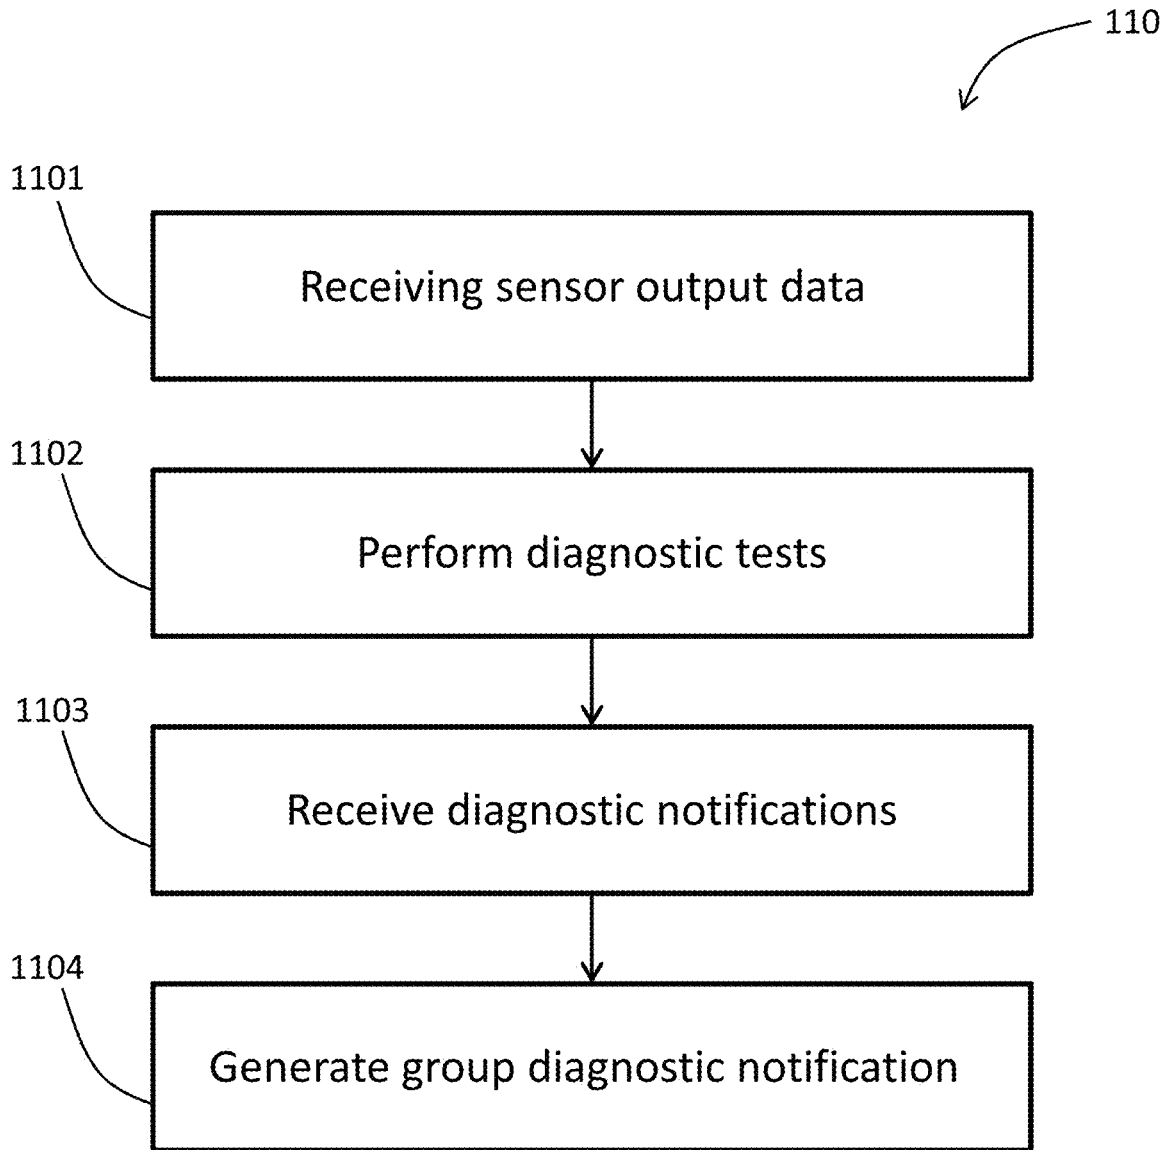 110
1101
Receiving sensor output data
1102
Perform diagnostic tests
1103
Receive diagnostic notifications
1104
Generate group diagnostic notification